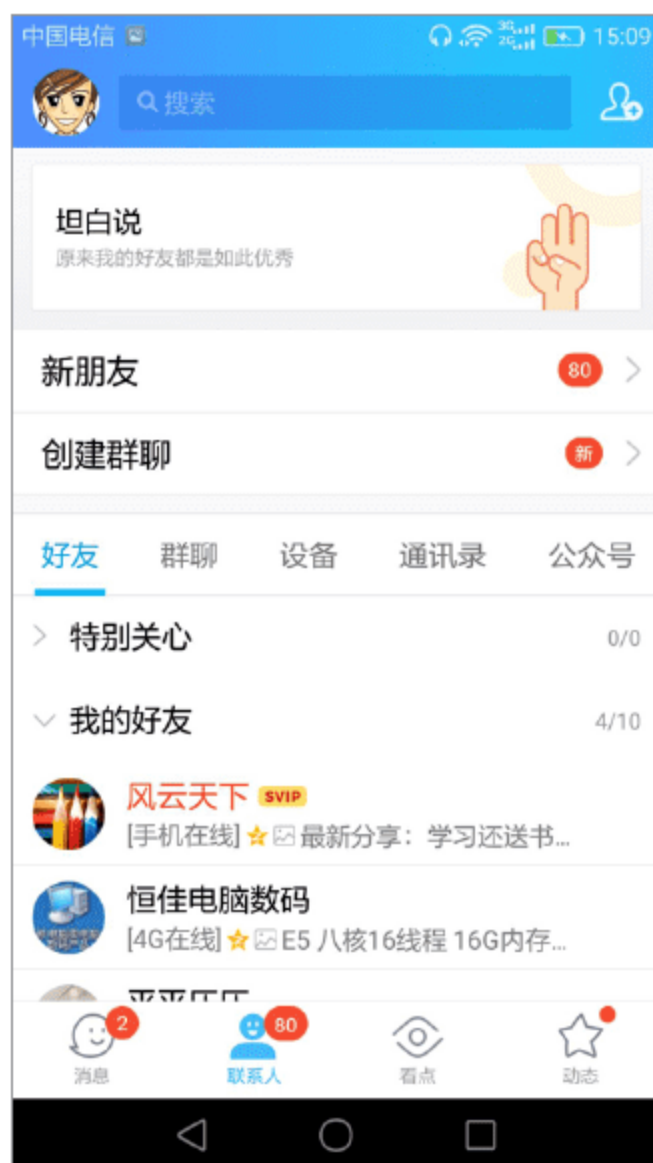 中国电信 3G 2G 15:09
搜索
坦白说
原来我的好友都是如此优秀
新朋友 80
创建群聊 新
好友 群聊 设备 通讯录 公众号
特别关心 0/0
我的好友 4/10
风云天下 SVIP
[手机在线] 最新分享：学习还送书...
恒佳电脑数码
[4G在线] E5 八核16线程 16G内存...
2 80
消息 联系人 看点 动态